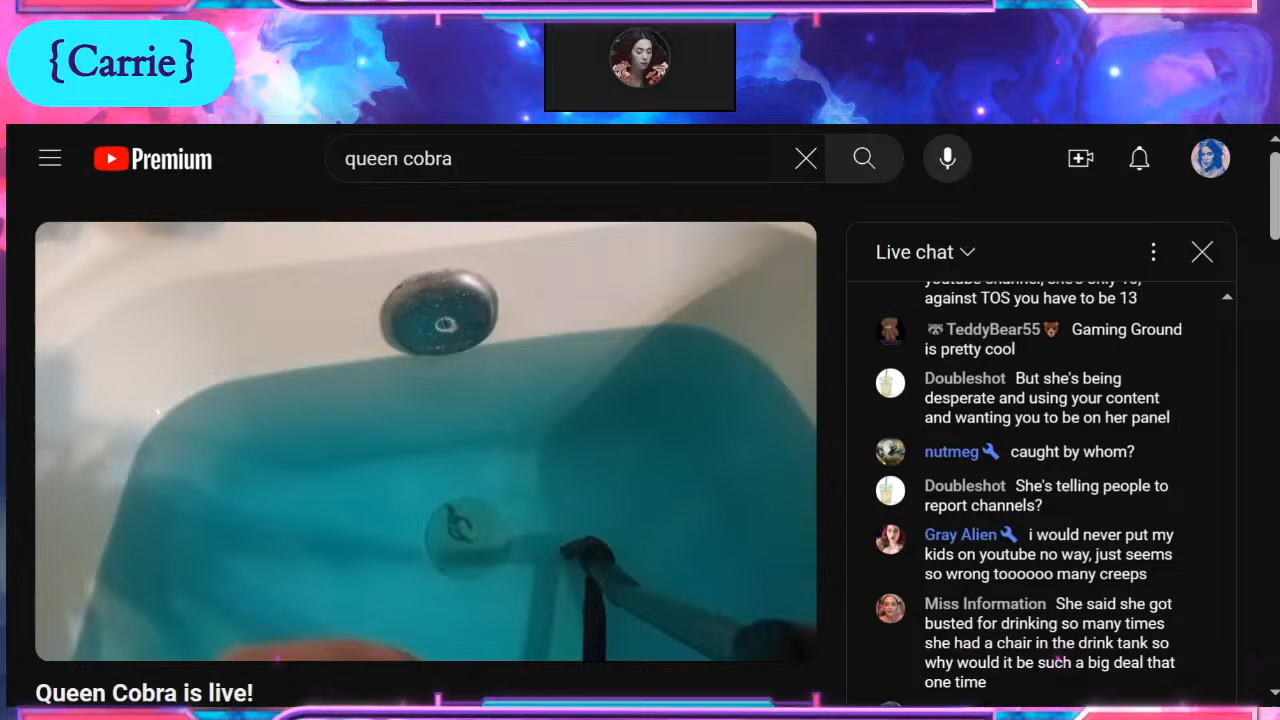 {Carrie}
Premium
queen cobra
Live chat
against TOS you have to be 13
TeddyBear55 Gaming Ground
is pretty cool
Doubleshot But she's being
desperate and using your content
and wanting you to be on her panel
nutmeg caught by whom?
Doubleshot She's telling people to
report channels?
Gray Alien i would never put my
kids on youtube no way, just seems
so wrong toooooo many creeps
Miss Information She said she got
busted for drinking so many times
she had a chair in the drink tank so
why would it be such a big deal that
one time
Queen Cobra is live!